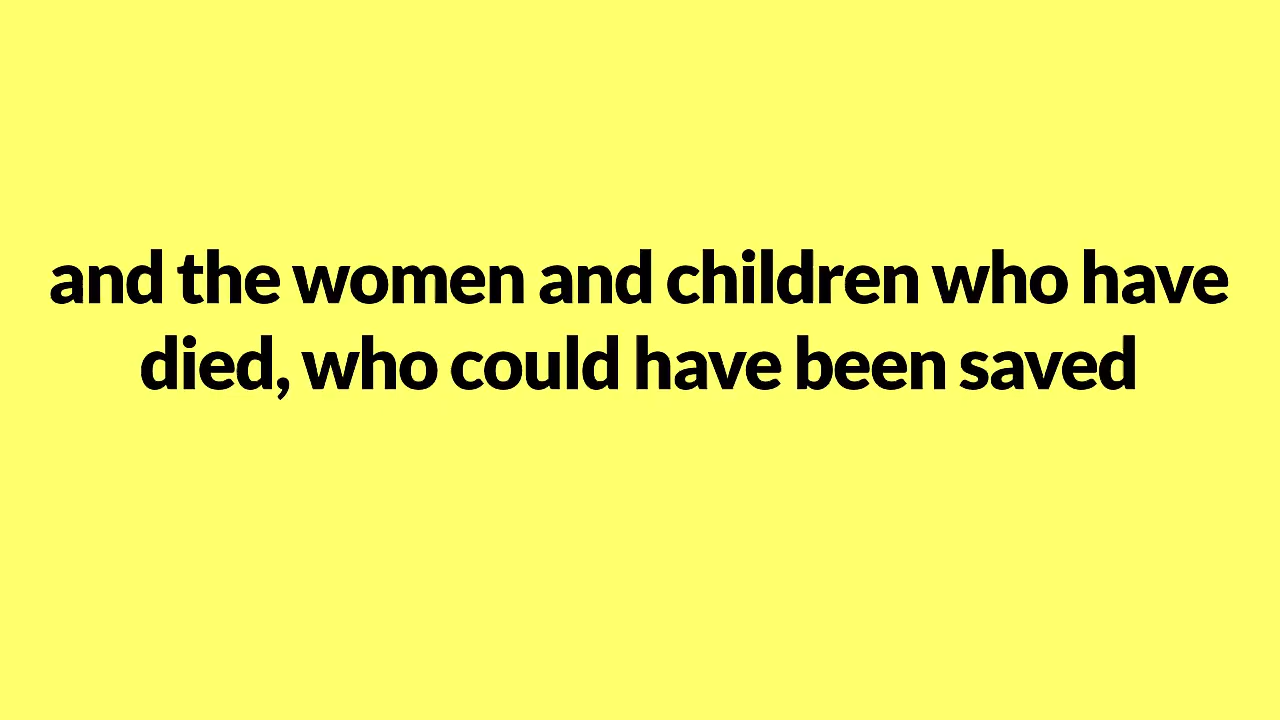 and the women and children who have
died, who could have been saved